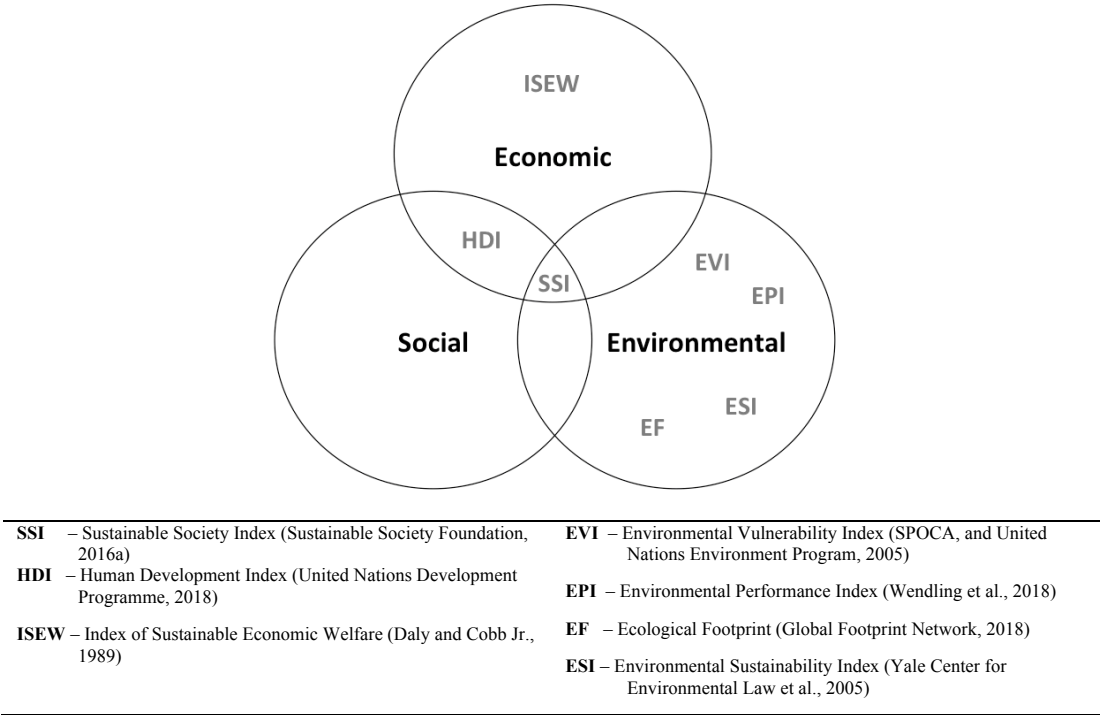 ISEW
Economic
HDI
EVI
SSI
EPI
Social
Environmental
ESI
EF
SSI – Sustainable Society Index (Sustainable Society Foundation,
2016a)
HDI – Human Development Index (United Nations Development
Programme, 2018)
ISEW – Index of Sustainable Economic Welfare (Daly and Cobb Jr.,
1989)
EVI – Environmental Vulnerability Index (SPOCA, and United
Nations Environment Program, 2005)
EPI – Environmental Performance Index (Wendling et al., 2018)
EF – Ecological Footprint (Global Footprint Network, 2018)
ESI – Environmental Sustainability Index (Yale Center for
Environmental Law et al., 2005)